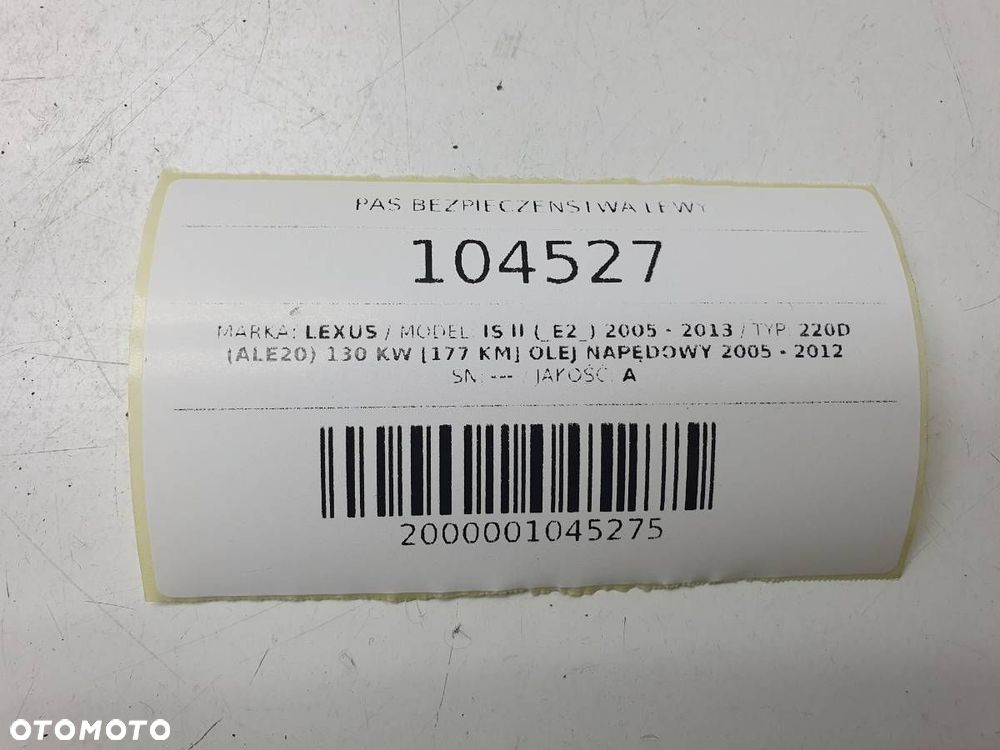 PAS BEZPIECZEŃSTWA LEWY
104527
MARKA: LEXUS / MODEL: IS II (_E2_) 2005 - 2013 / TYP: 220D
(ALE20) 130 KW [177 KM] OLEJ NAPĘDOWY 2005 - 2012
SN: --- / JAKOŚĆ: A
2000001045275
OTOMOTO